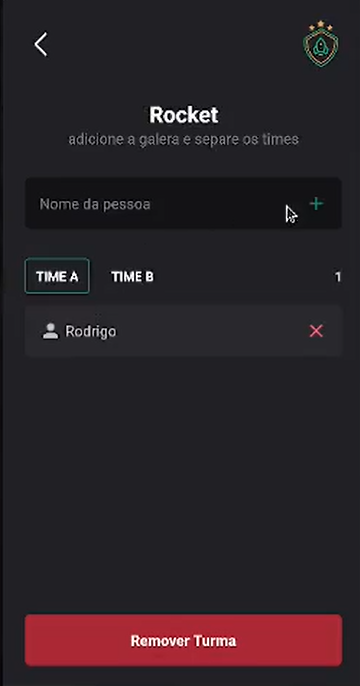 Rocket
adicione a galera e separe os times
Nome da pessoa
TIME A TIME B 1
Rodrigo
Remover Turma